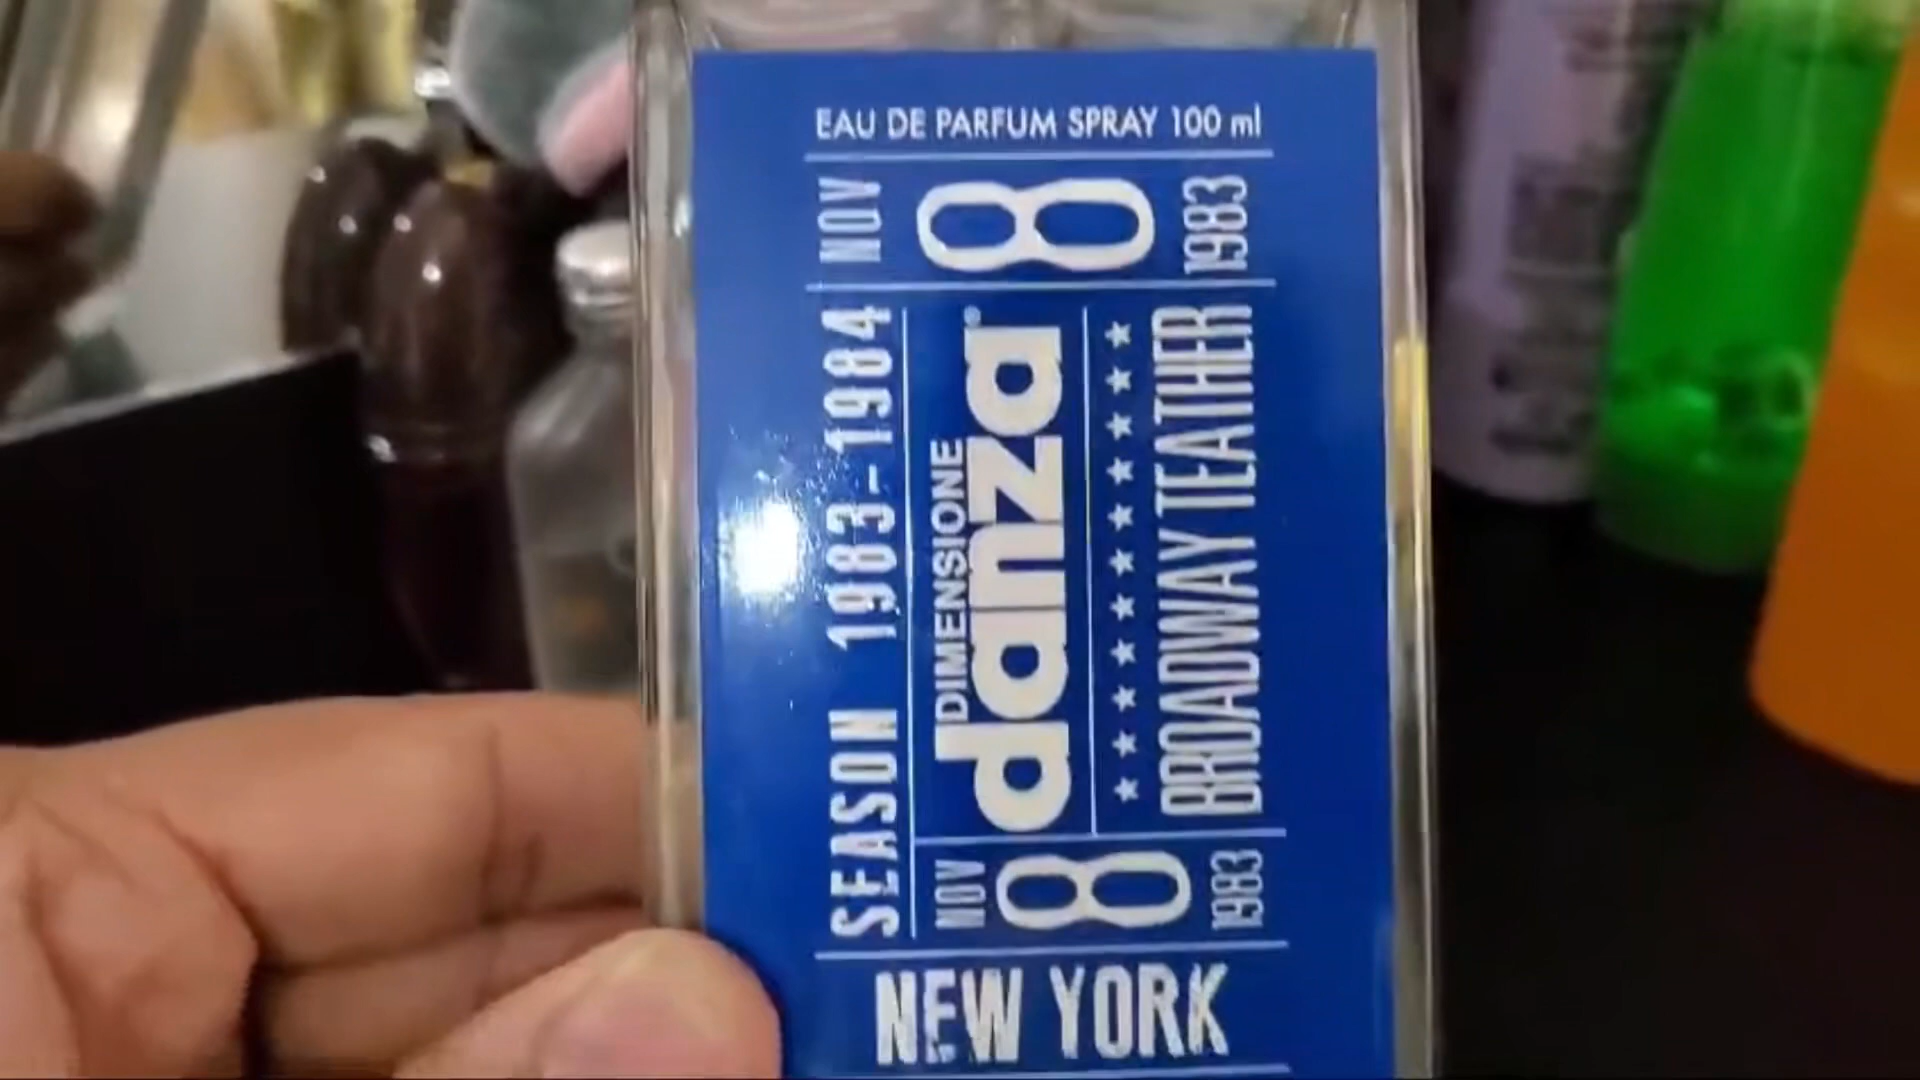 EAU DE PARFUM SPRAY 100 ml
NOV 8 1983
SEASON 1983-1984
DIMENSIONE
danza®
BROADWAY TEATHER
NOV 8 1983
NEW YORK